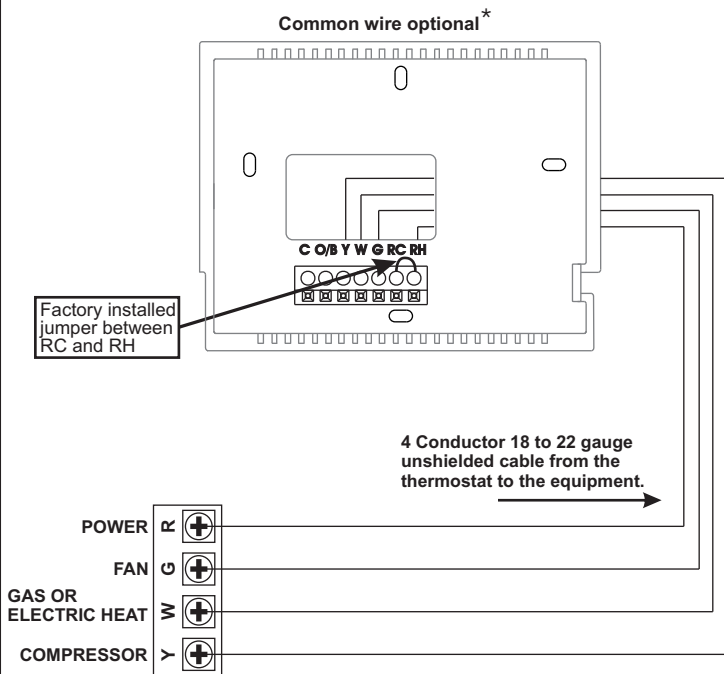 Common wire optional*
C O/B Y W G RC RH
Factory installed
jumper between
RC and RH
4 Conductor 18 to 22 gauge
unshielded cable from the
thermostat to the equipment.
POWER R
FAN G
GAS OR
ELECTRIC HEAT W
COMPRESSOR Y